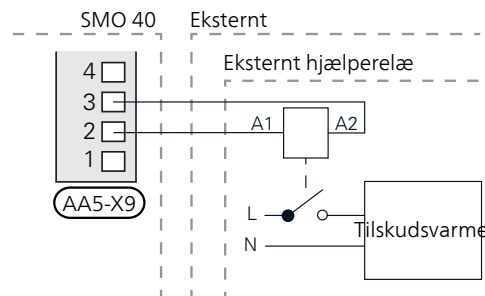 SMO 40
Eksternt
Eksternt hjælperelæ
4
3
2
1
A1
A2
AA5-X9
L
N
Tilskudsvarme